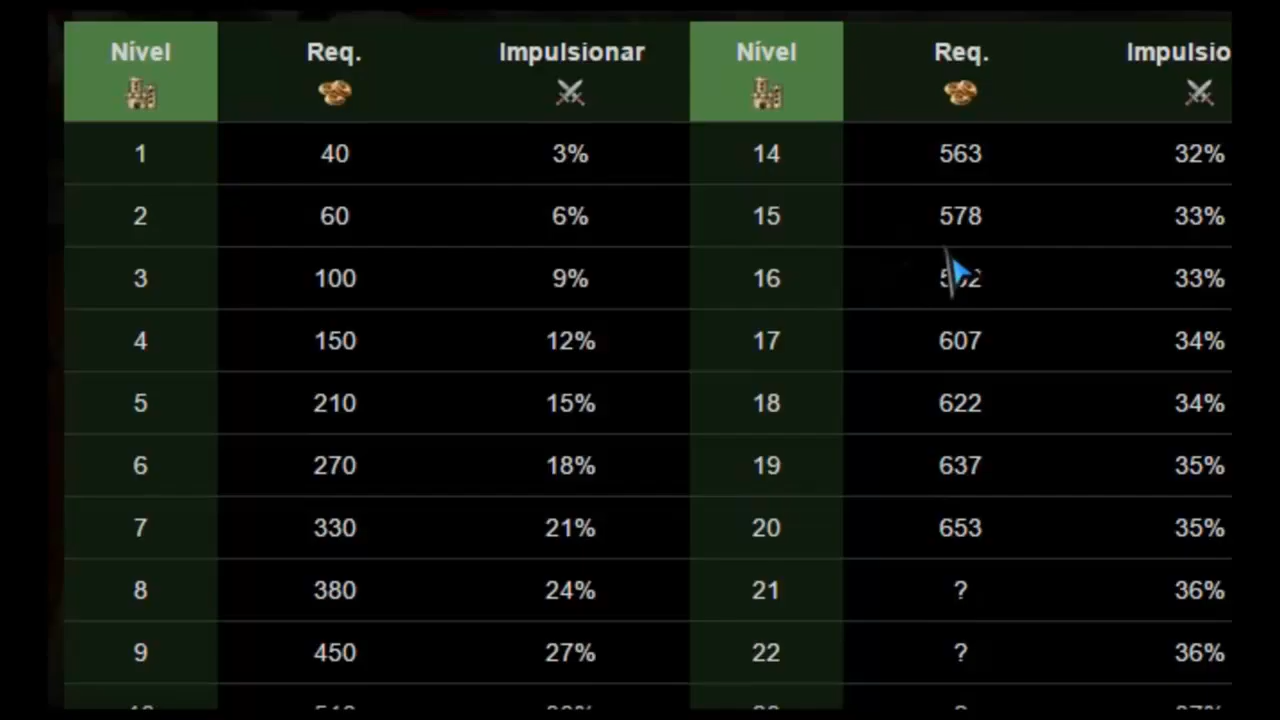 Nível Req. Impulsionar Nível Req. Impulsio
1 40 3% 14 563 32%
2 60 6% 15 578 33%
3 100 9% 16 33%
4 150 12% 17 607 34%
5 210 15% 18 622 34%
6 270 18% 19 637 35%
7 330 21% 20 653 35%
8 380 24% 21 ? 36%
9 450 27% 22 ? 36%